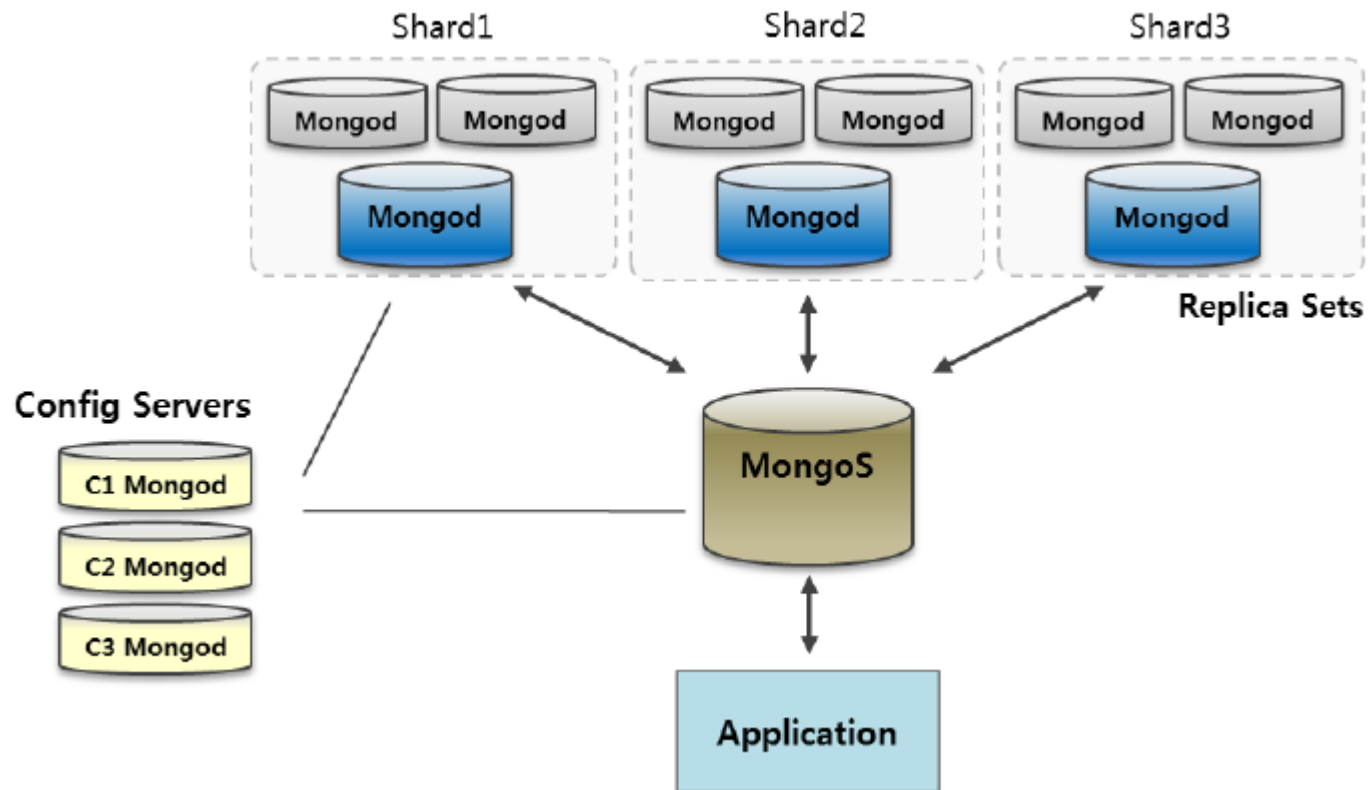 Shard1
Shard2
Shard3
Mongod
Mongod
Mongod
Mongod
Mongod
Mongod
Mongod
Mongod
Mongod
Replica Sets
Config Servers
C1 Mongod
C2 Mongod
C3 Mongod
MongoS
Application